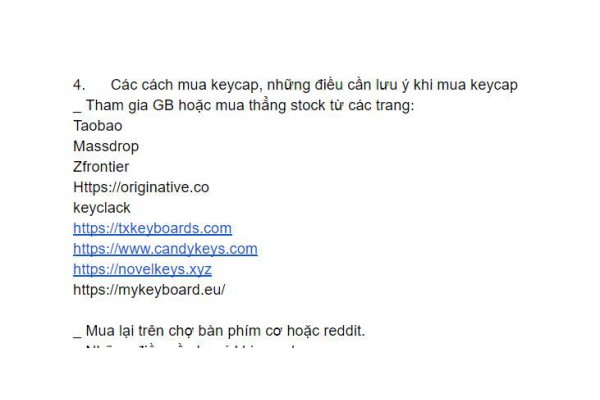 4. Các cách mua keycap, những điều cần lưu ý khi mua keycap
_ Tham gia GB hoặc mua thẳng stock từ các trang:
Taobao
Massdrop
Zfrontier
Https://originative.co
keyclack
https://txkeyboards.com
https://www.candykeys.com
https://novelkeys.xyz
https://mykeyboard.eu/
_ Mua lại trên chợ bàn phím cơ hoặc reddit.